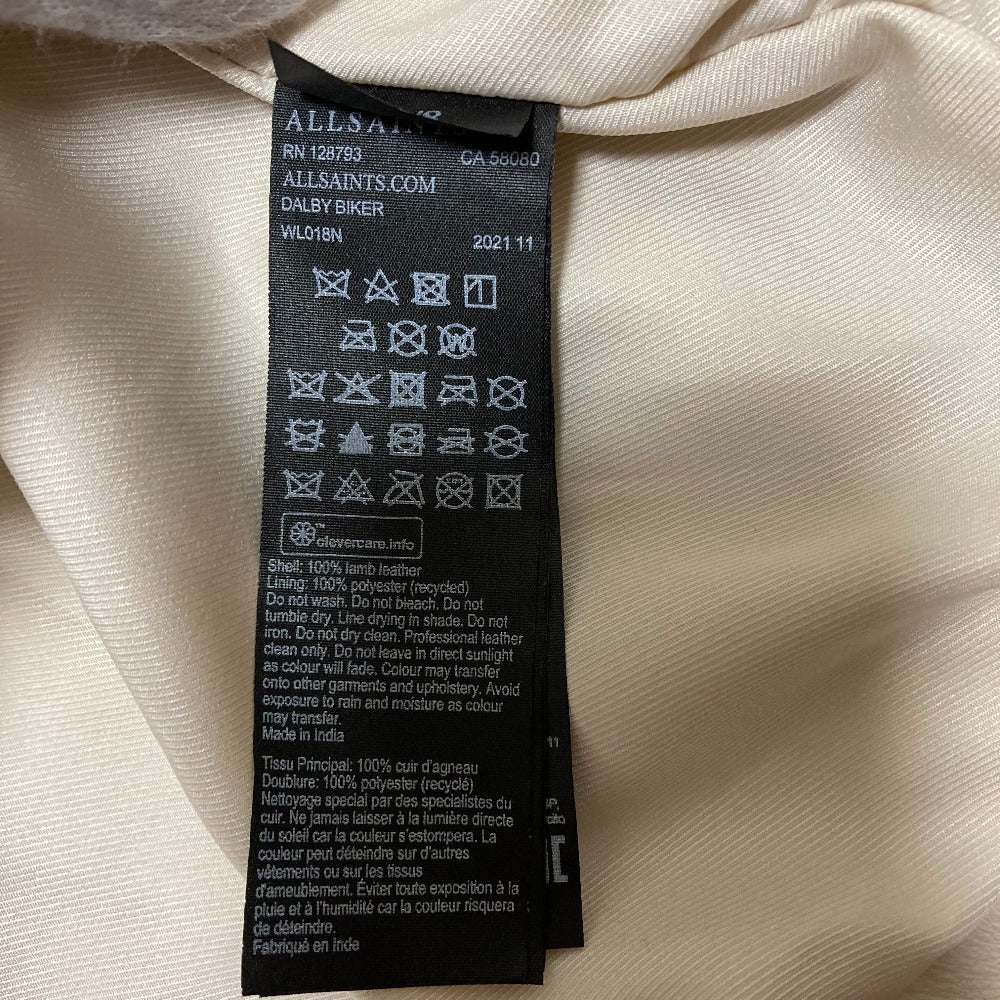 ALLSAINTS
RN 128793 CA 58080
ALLSAINTS.COM
DALBY BIKER
WL018N 2021 11
clevercare.info
Shell: 100% lamb leather
Lining: 100% polyester (recycled)
Do not wash. Do not bleach. Do not
tumble dry. Line drying in shade. Do not
iron. Do not dry clean. Professional leather
clean only. Do not leave in direct sunlight
as colour will fade. Colour may transfer
onto other garments and upholstery. Avoid
exposure to rain and moisture as colour
may transfer.
Made in India
Tissu Principal: 100% cuir d'agneau
Doublure: 100% polyester (recyclé)
Nettoyage special par des specialistes du
cuir. Ne jamais laisser à la lumière directe
du soleil car la couleur s'estompera. La
couleur peut déteindre sur d'autres
vêtements ou sur les tissus
d'ameublement. Éviter toute exposition à la
pluie et à l'humidité car la couleur risquera
de déteindre.
Fabriqué en Inde
11